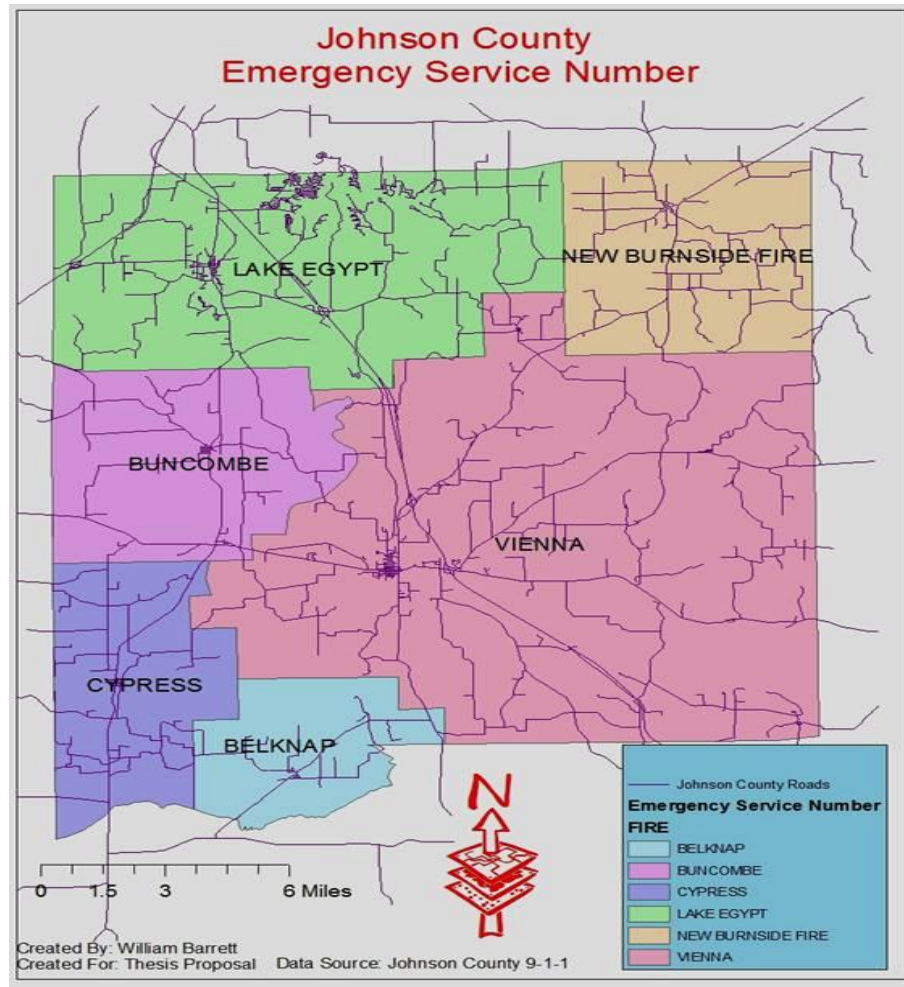 Johnson County
Emergency Service Number
LAKE EGYPT
NEW BURNSIDE FIRE
BUNCOMBE
VIENNA
CYPRESS
BELKNAP
N
0 1.5 3 6 Miles
Johnson County Roads
Emergency Service Number
FIRE
BELKNAP
BUNCOMBE
CYPRESS
LAKE EGYPT
NEW BURNSIDE FIRE
VIENNA
Created By: William Barrett
Created For: Thesis Proposal Data Source: Johnson County 9-1-1